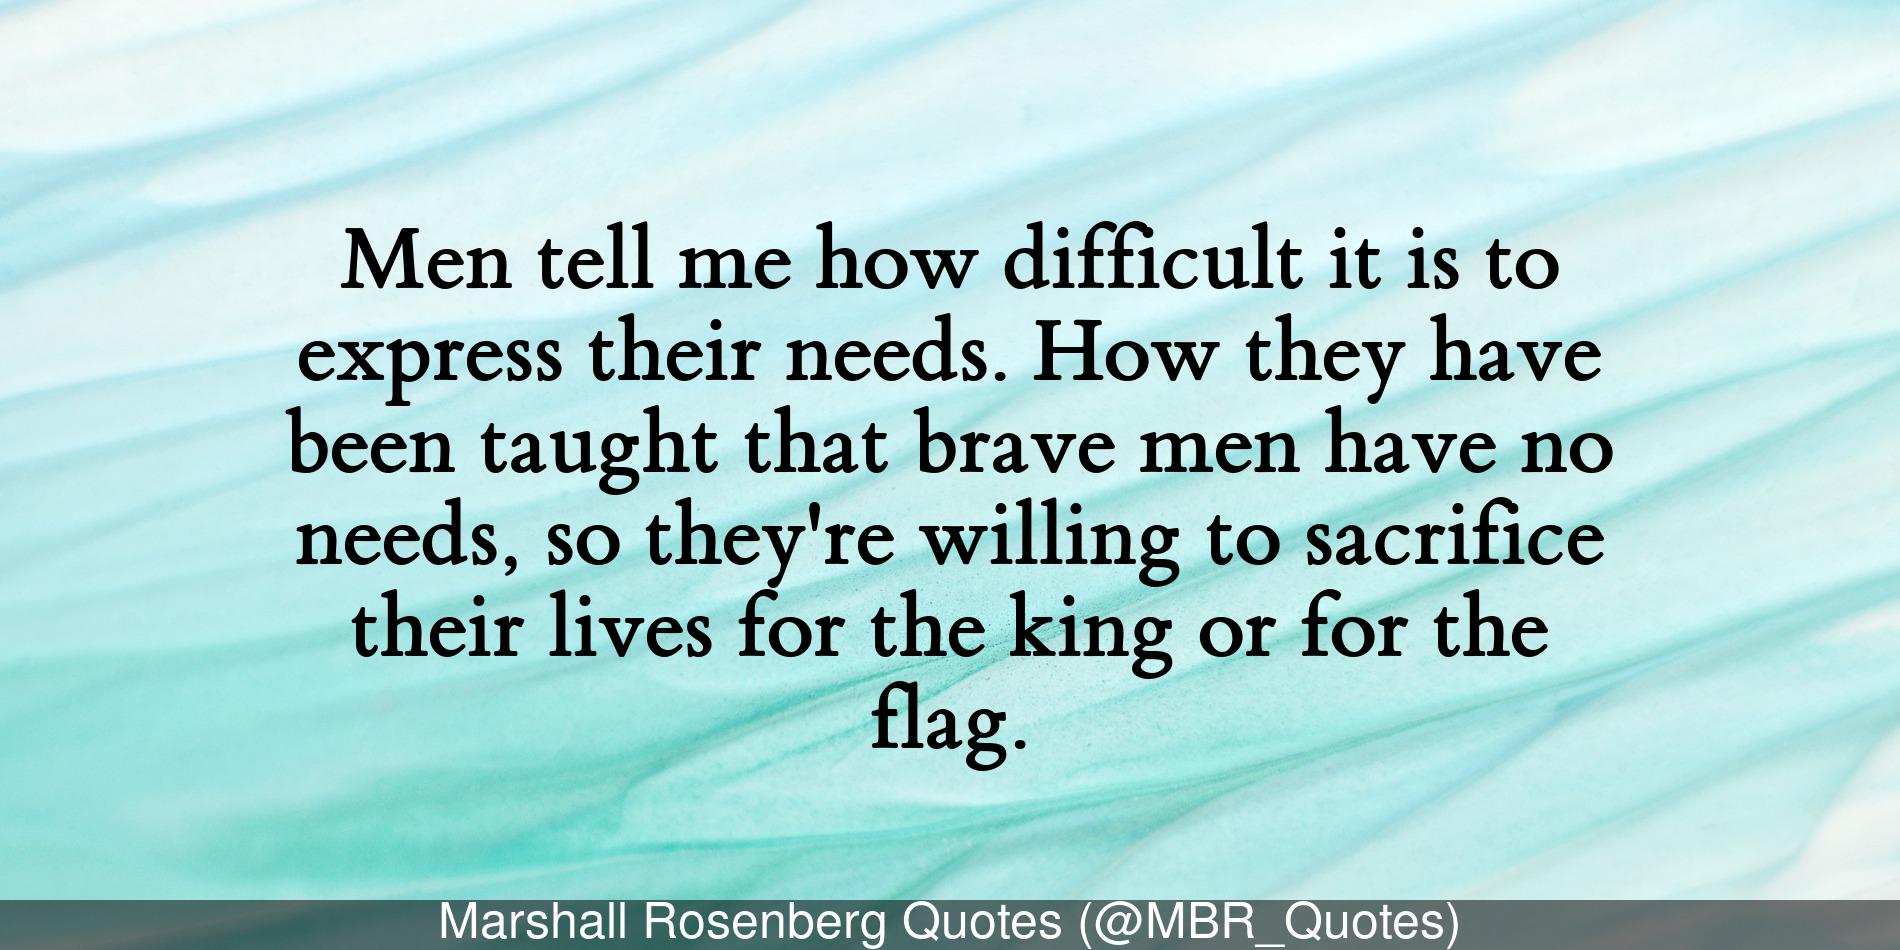 Men tell me how difficult it is to
express their needs. How they have
been taught that brave men have no
needs, so they're willing to sacrifice
their lives for the king or for the
flag.
Marshall Rosenberg Quotes (@MBR_Quotes)